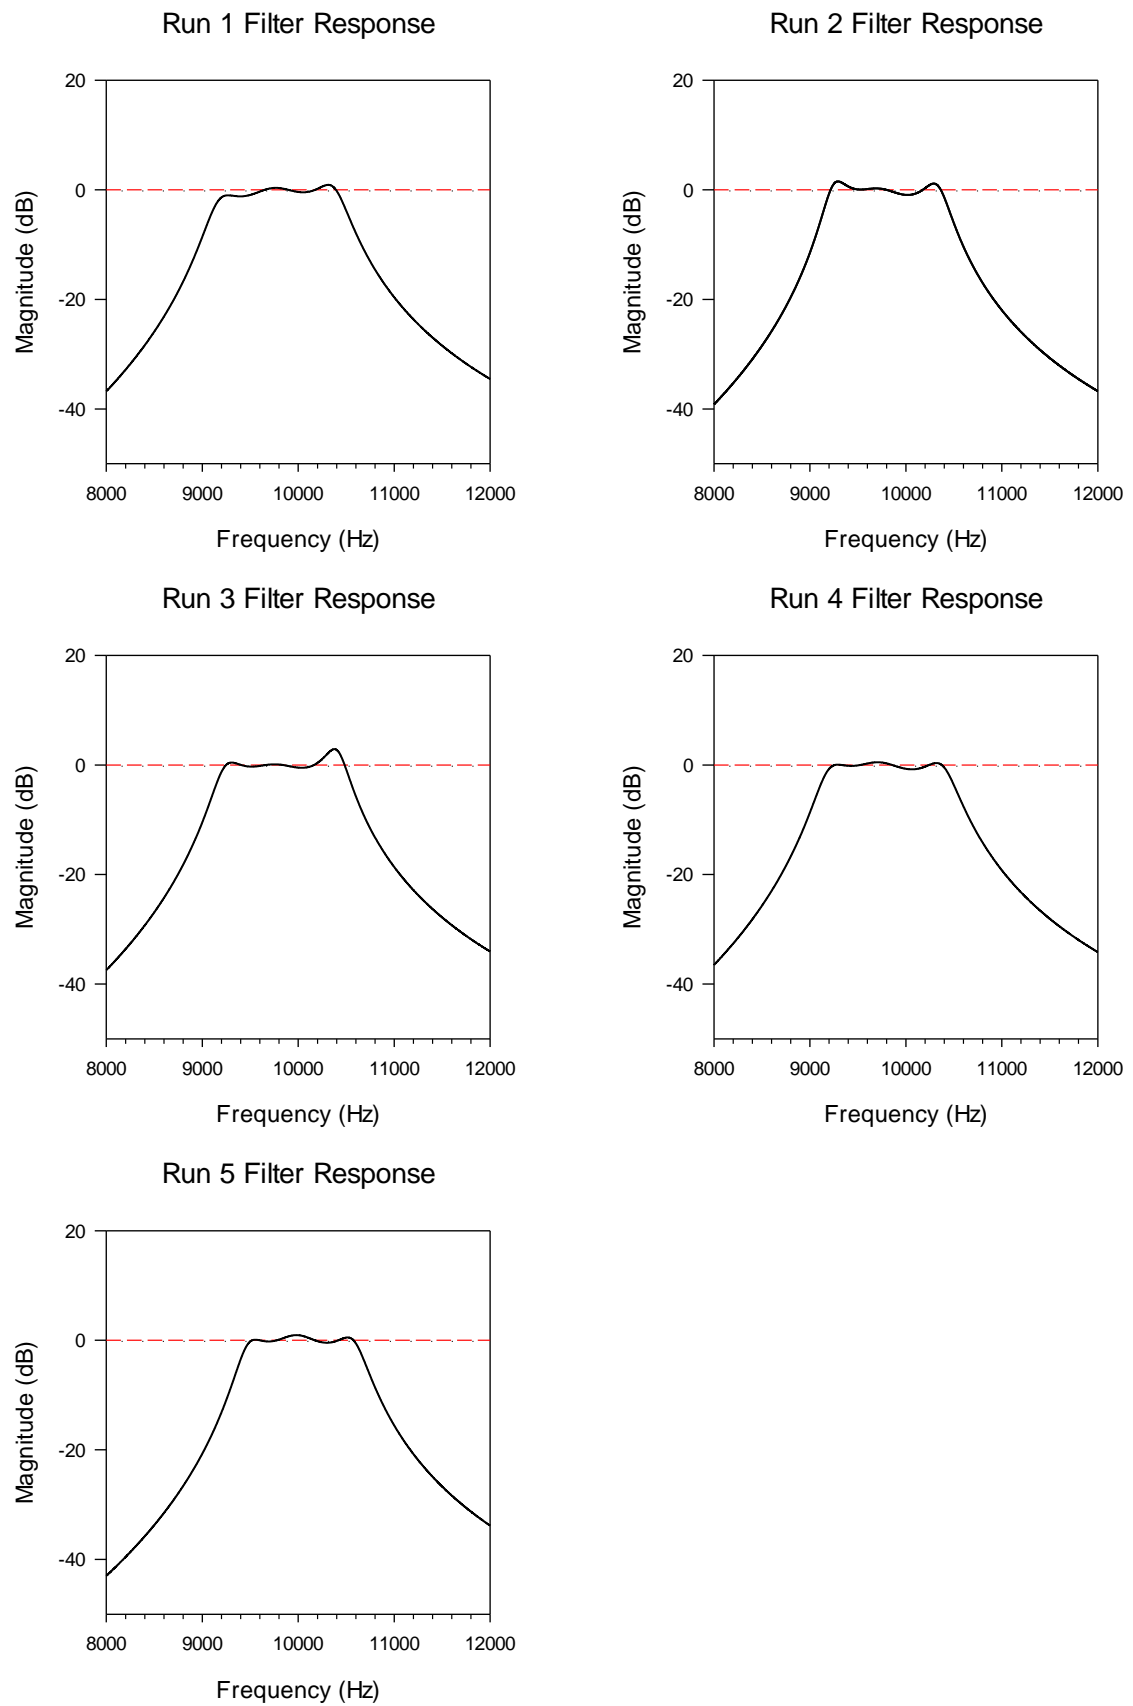 Run 1 Filter Response
20
0
-20
-40
Magnitude (dB)
8000 9000 10000 11000 12000
Frequency (Hz)
Run 2 Filter Response
20
0
-20
-40
Magnitude (dB)
8000 9000 10000 11000 12000
Frequency (Hz)
Run 3 Filter Response
20
0
-20
-40
Magnitude (dB)
8000 9000 10000 11000 12000
Frequency (Hz)
Run 4 Filter Response
20
0
-20
-40
Magnitude (dB)
8000 9000 10000 11000 12000
Frequency (Hz)
Run 5 Filter Response
20
0
-20
-40
Magnitude (dB)
8000 9000 10000 11000 12000
Frequency (Hz)